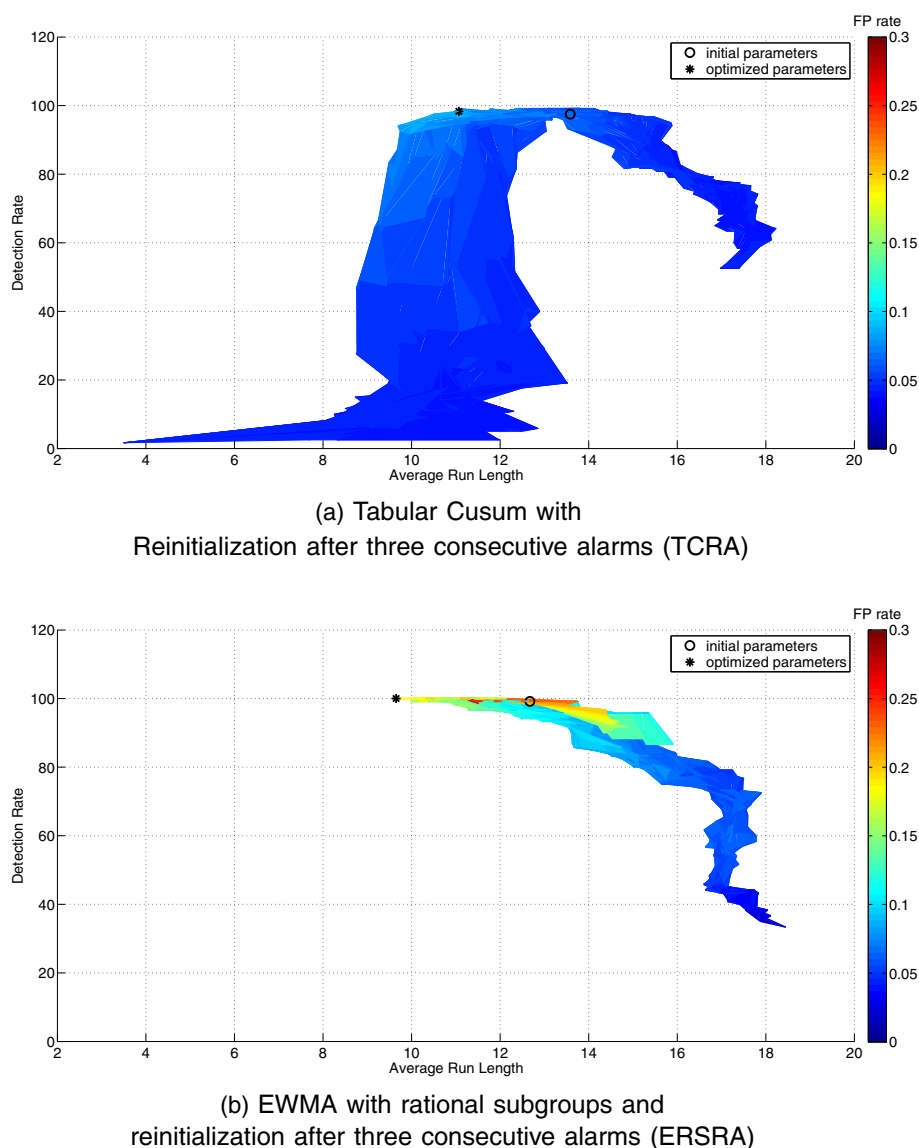 FP rate
120
100
80
60
40
20
0
Detection Rate
initial parameters
optimized parameters
0.3
0.25
0.2
0.15
0.1
0.05
0
2 4 6 8 10 12 14 16 18 20
Average Run Length
(a) Tabular Cusum with
Reinitialization after three consecutive alarms (TCRA)
FP rate
120
100
80
60
40
20
0
Detection Rate
initial parameters
optimized parameters
0.3
0.25
0.2
0.15
0.1
0.05
0
2 4 6 8 10 12 14 16 18 20
Average Run Length
(b) EWMA with rational subgroups and
reinitialization after three consecutive alarms (ERSRA)